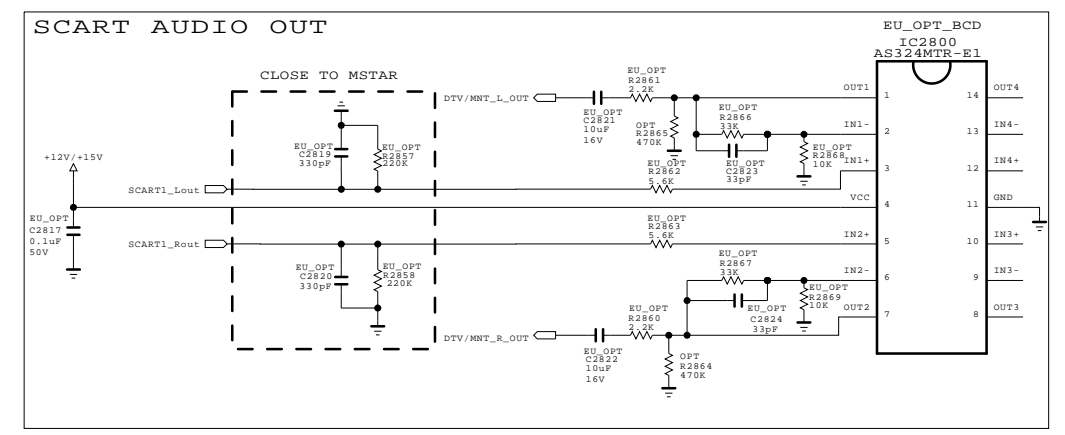 SCART AUDIO OUT
CLOSE TO MSTAR
EU_OPT_BCD
IC2800
AS324MTR-E1
DTV/MNT_L_OUT
EU_OPT
C2821
10uF
16V
EU_OPT
R2861
2.2K
OPT
R2865
470K
EU_OPT
R2866
33K
EU_OPT
C2823
33pF
EU_OPT
R2868
10K
EU_OPT
R2862
5.6K
EU_OPT
C2819
330pF
EU_OPT
R2857
220K
+12V/+15V
SCART1_Lout
EU_OPT
C2817
0.1uF
50V
SCART1_Rout
EU_OPT
C2820
330pF
EU_OPT
R2858
220K
EU_OPT
R2863
5.6K
EU_OPT
R2867
33K
EU_OPT
C2824
33pF
EU_OPT
R2869
10K
EU_OPT
R2860
2.2K
DTV/MNT_R_OUT
EU_OPT
C2822
10uF
16V
OPT
R2864
470K
OUT1
1
IN1-
2
IN1+
3
VCC
4
IN2+
5
IN2-
6
OUT2
7
14
OUT4
13
IN4-
12
IN4+
11
GND
10
IN3+
9
IN3-
8
OUT3